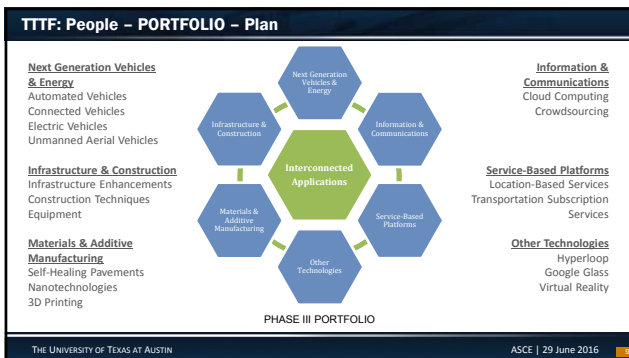 TTTF: People – PORTFOLIO – Plan
Next Generation Vehicles
& Energy
Automated Vehicles
Connected Vehicles
Electric Vehicles
Unmanned Aerial Vehicles
Infrastructure & Construction
Infrastructure Enhancements
Construction Techniques
Equipment
Materials & Additive
Manufacturing
Self-Healing Pavements
Nanotechnologies
3D Printing
Next Generation
Vehicles &
Energy
Infrastructure &
Construction
Information &
Communications
Interconnected
Applications
Materials &
Additive
Manufacturing
Service-Based
Platforms
Other
Technologies
PHASE III PORTFOLIO
Information &
Communications
Cloud Computing
Crowdsourcing
Service-Based Platforms
Location-Based Services
Transportation Subscription
Services
Other Technologies
Hyperloop
Google Glass
Virtual Reality
THE UNIVERSITY OF TEXAS AT AUSTIN
ASCE | 29 June 2016